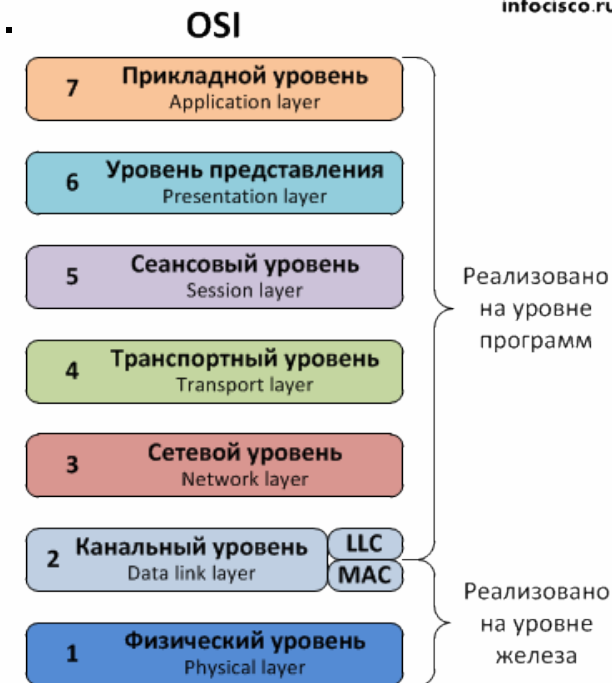 infocisco.ru
OSI
7
Прикладной уровень
Application layer
6
Уровень представления
Presentation layer
5
Сеансовый уровень
Session layer
4
Транспортный уровень
Transport layer
3
Сетевой уровень
Network layer
2
Канальный уровень
Data link layer
LLC
MAC
1
Физический уровень
Physical layer
Реализовано
на уровне
программ
Реализовано
на уровне
железа